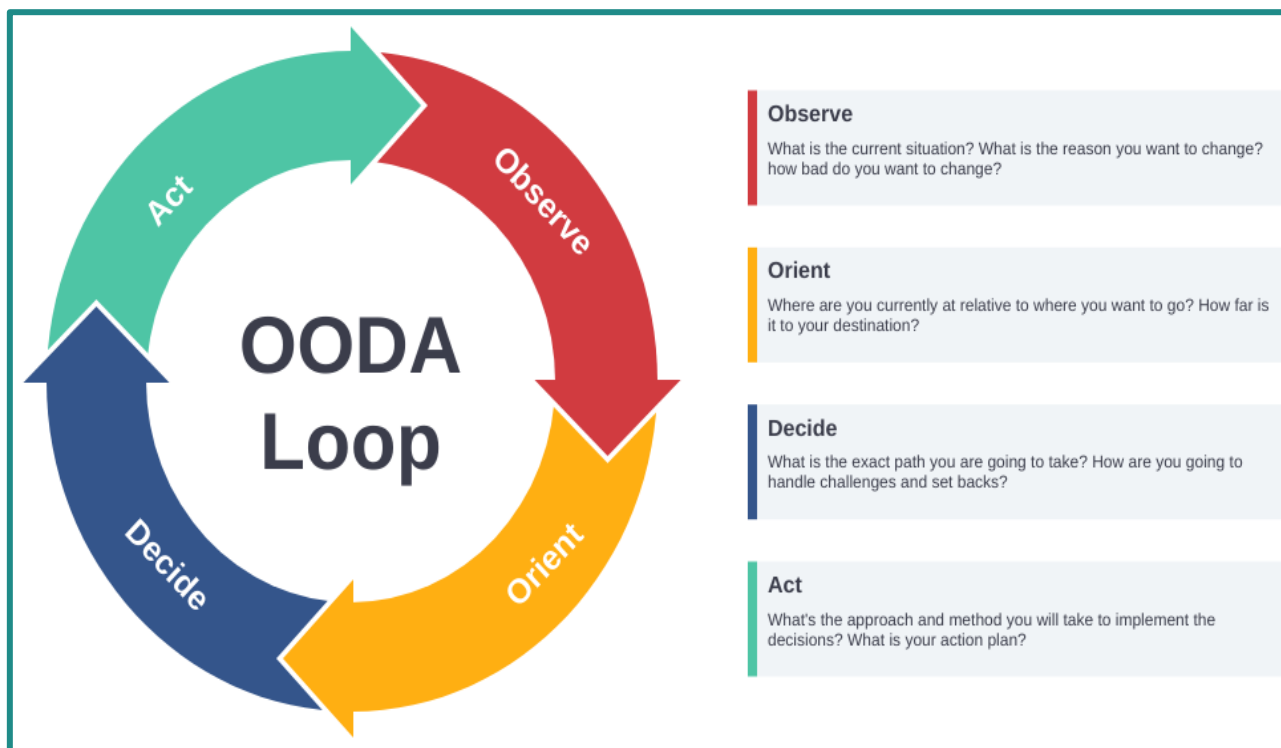 Act
Observe
OODA
Loop
Decide
Orient
Observe
What is the current situation? What is the reason you want to change?
how bad do you want to change?
Orient
Where are you currently at relative to where you want to go? How far is
it to your destination?
Decide
What is the exact path you are going to take? How are you going to
handle challenges and set backs?
Act
What's the approach and method you will take to implement the
decisions? What is your action plan?